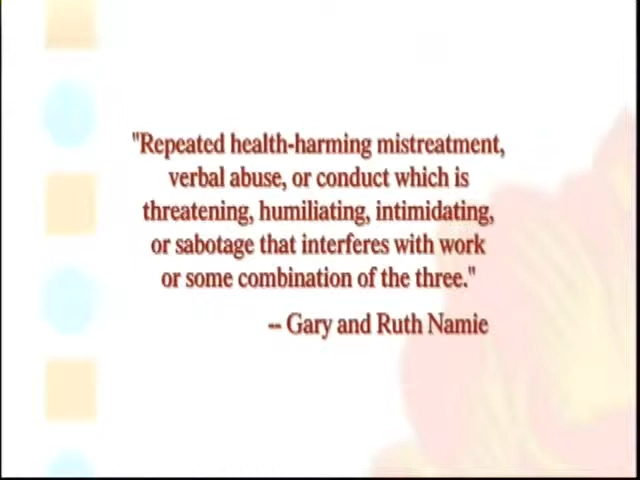 "Repeated health-harming mistreatment,
verbal abuse, or conduct which is
threatening, humiliating, intimidating,
or sabotage that interferes with work
or some combination of the three."
-- Gary and Ruth Namie